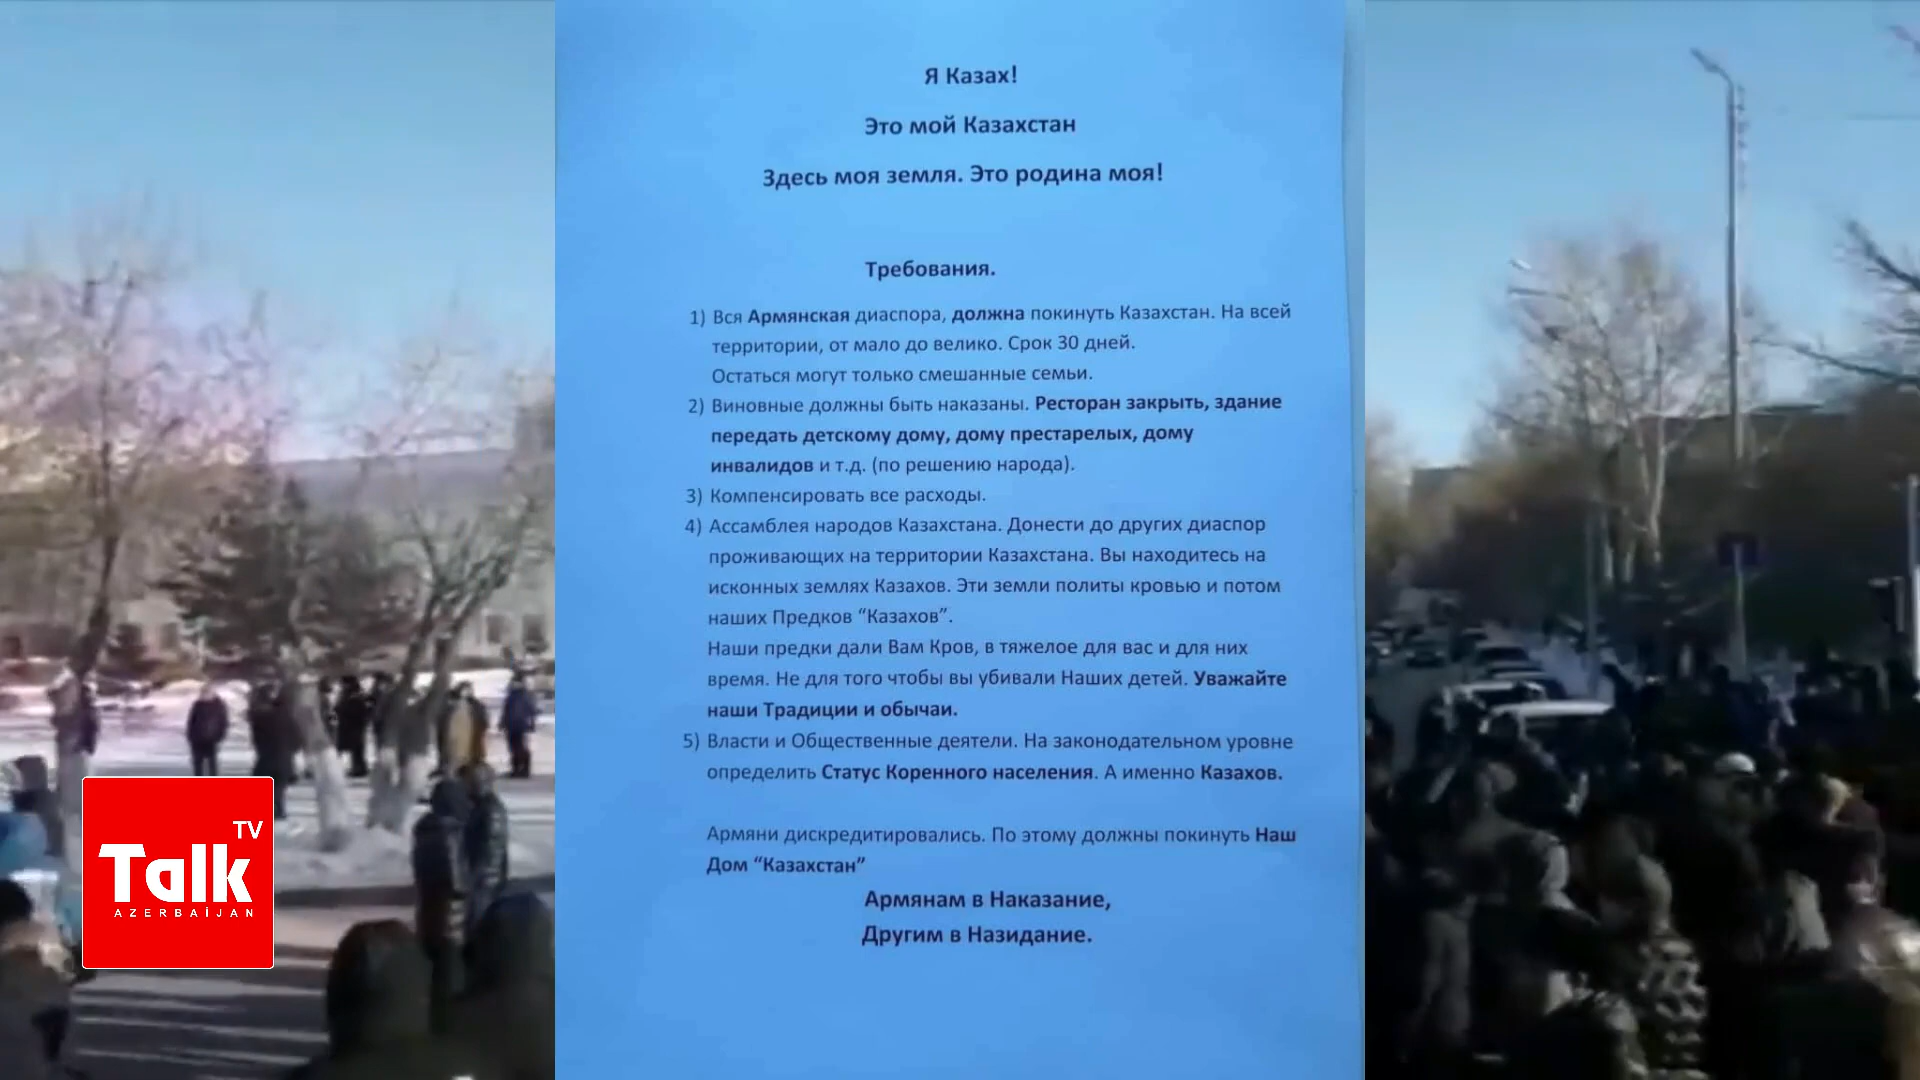 Я Казах!
Это мой Казахстан
Здесь моя земля. Это родина моя!
Требования.
1) Вся Армянская диаспора, должна покинуть Казахстан. На всей
территории, от мало до велико. Срок 30 дней.
Остаться могут только смешанные семьи.
2) Виновные должны быть наказаны. Ресторан закрыть, здание
передать детскому дому, дому престарелых, дому
инвалидов и т.д. (по решению народа).
3) Компенсировать все расходы.
4) Ассамблея народов Казахстана. Донести до других диаспор
проживающих на территории Казахстана. Вы находитесь на
исконных землях Казахов. Эти земли политы кровью и потом
наших Предков “Казахов”.
Наши предки дали Вам Кров, в тяжелое для вас и для них
время. Не для того чтобы вы убивали Наших детей. Уважайте
наши Традиции и обычаи.
5) Власти и Общественные деятели. На законодательном уровне
определить Статус Коренного населения. А именно Казахов.
Армяни дискредитировались. По этому должны покинуть Наш
Дом “Казахстан”
Армянам в Наказание,
Другим в Назидание.
TV
Talk
AZERBAİJAN